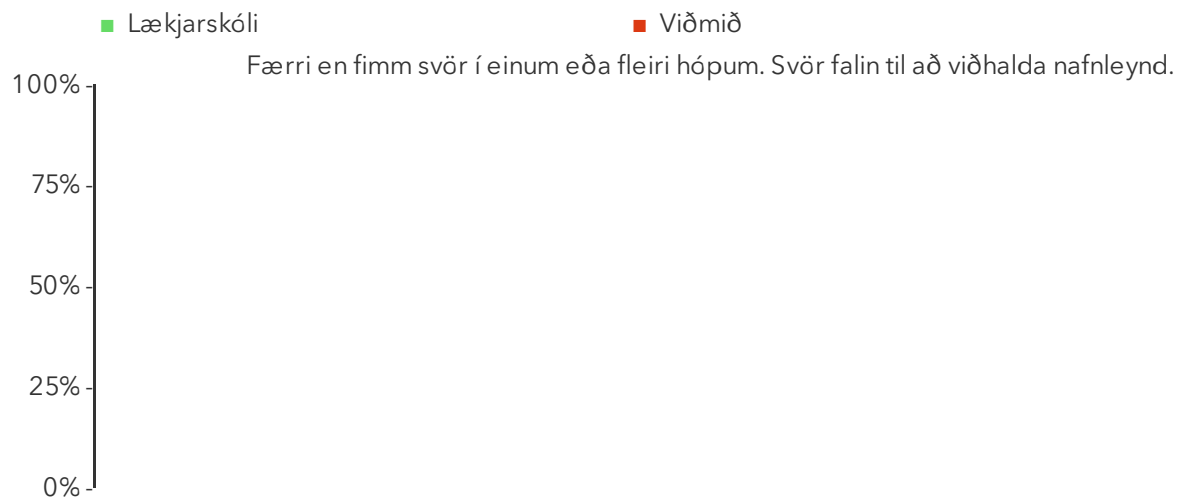 Lækjarskóli Viðmið
Færri en fimm svör í einum eða fleiri hópum. Svör falin til að viðhalda nafnleynd.
100%
75%
50%
25%
0%